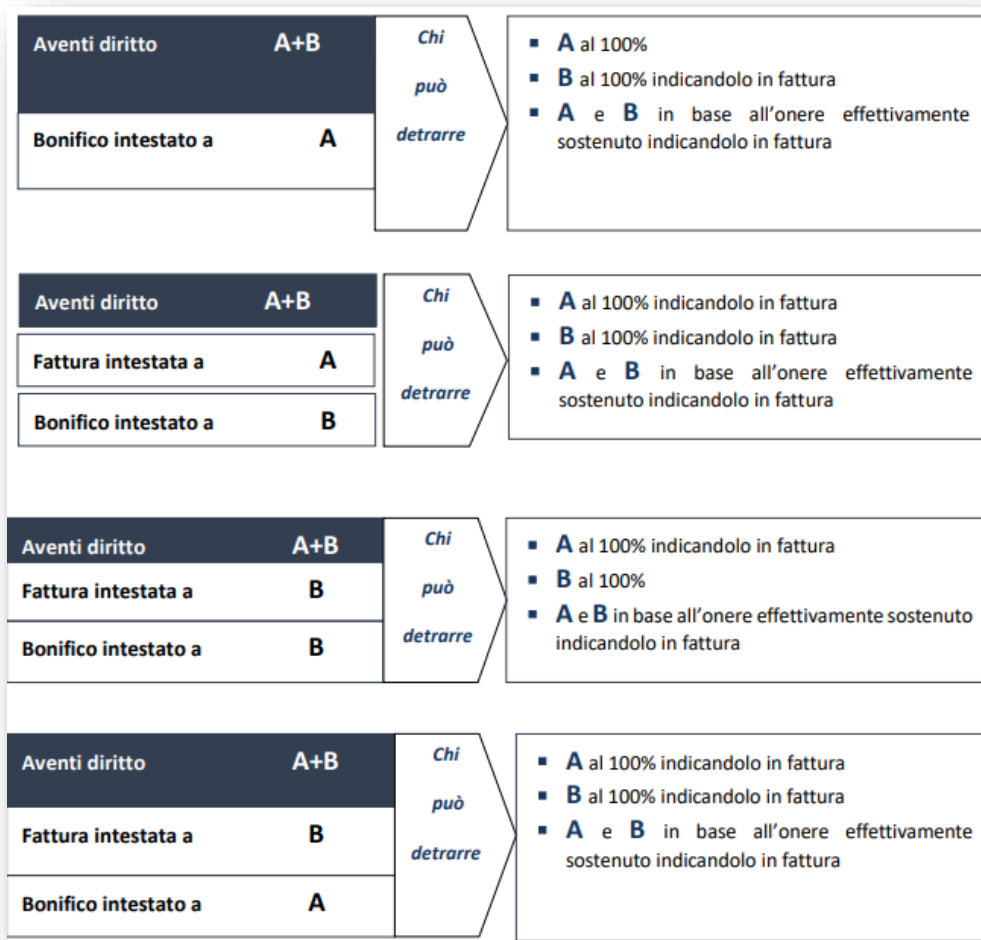 Aventi diritto A+B
Bonifico intestato a A
Chi
può
detrarre
▪ A al 100%
▪ B al 100% indicandolo in fattura
▪ A e B in base all'onere effettivamente
sostenuto indicandolo in fattura
Aventi diritto A+B
Fattura intestata a A
Bonifico intestato a B
Chi
può
detrarre
▪ A al 100% indicandolo in fattura
▪ B al 100% indicandolo in fattura
▪ A e B in base all'onere effettivamente
sostenuto indicandolo in fattura
Aventi diritto A+B
Fattura intestata a B
Bonifico intestato a B
Chi
può
detrarre
▪ A al 100% indicandolo in fattura
▪ B al 100%
▪ A e B in base all'onere effettivamente sostenuto
indicandolo in fattura
Aventi diritto A+B
Fattura intestata a B
Bonifico intestato a A
Chi
può
detrarre
▪ A al 100% indicandolo in fattura
▪ B al 100% indicandolo in fattura
▪ A e B in base all'onere effettivamente
sostenuto indicandolo in fattura